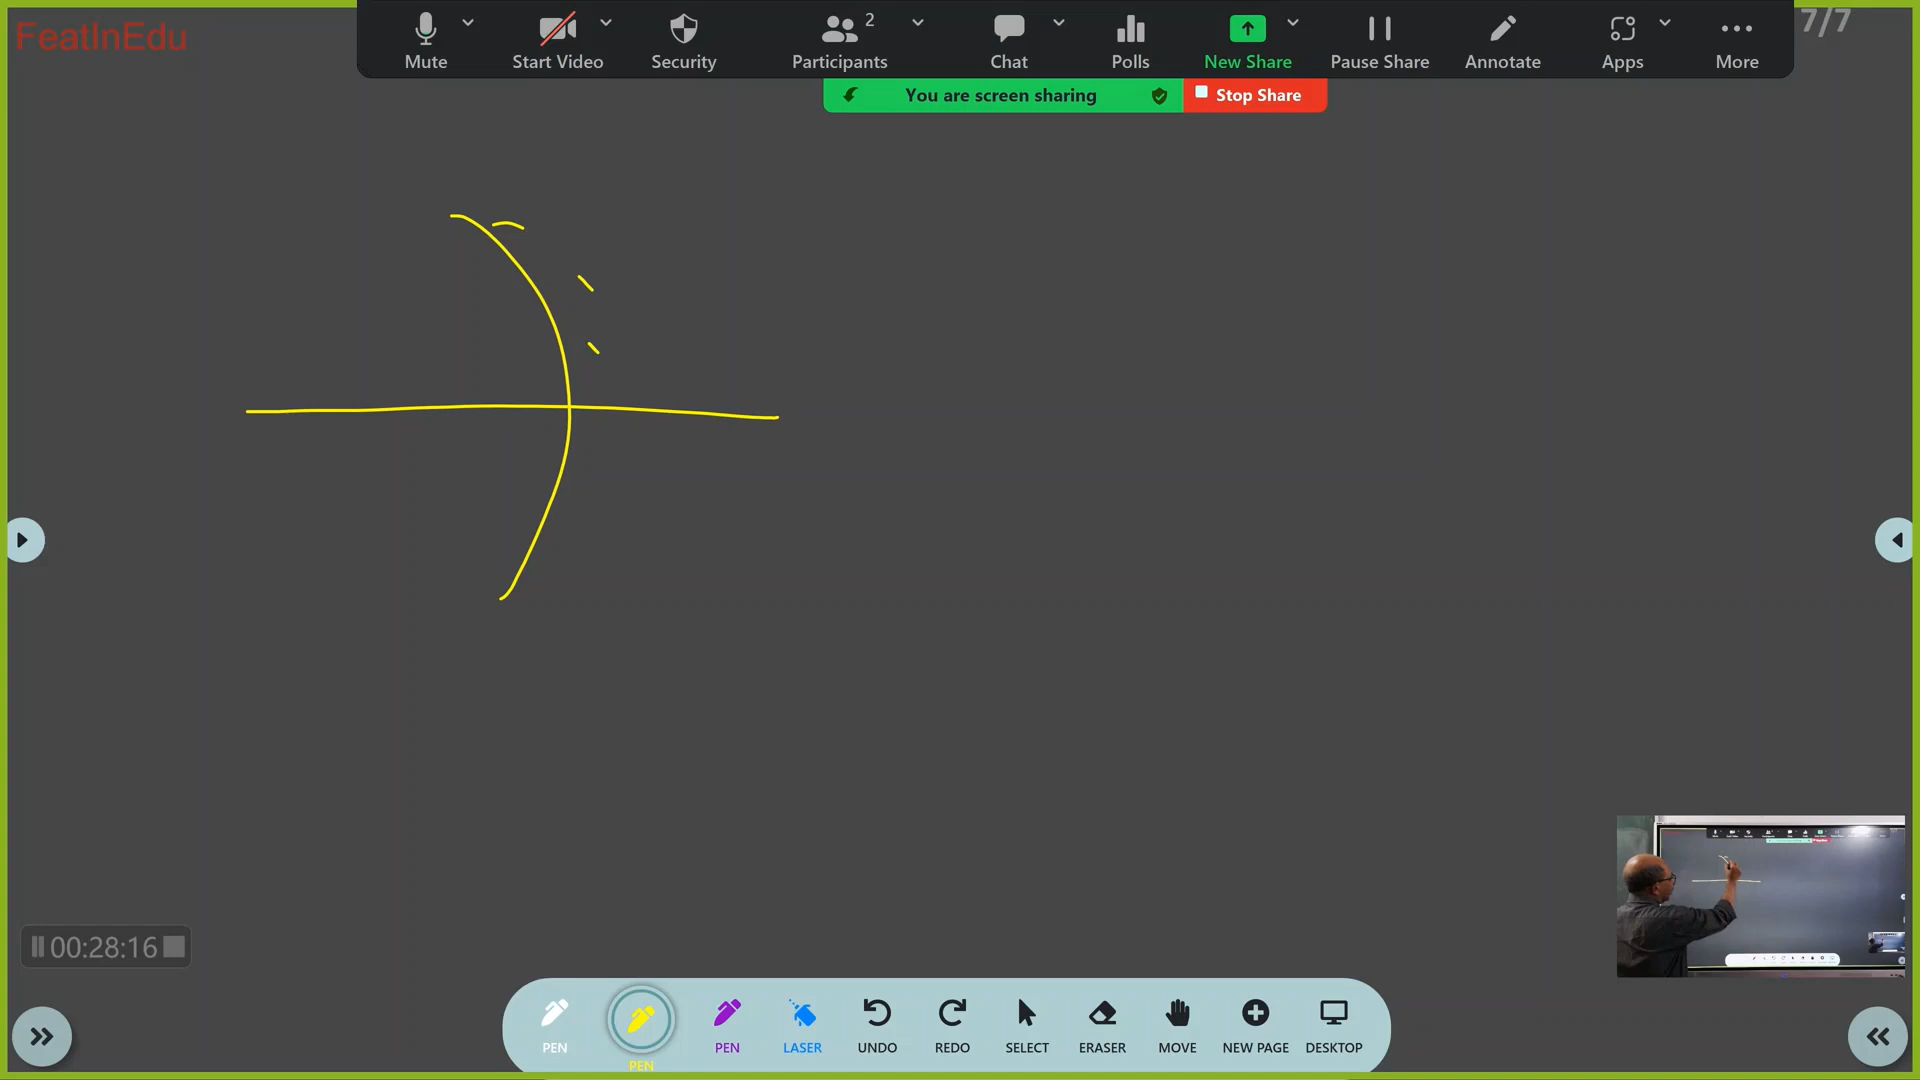 FeatInEdu
Mute
Start Video
Security
Participants
2
Chat
Polls
New Share
Pause Share
Annotate
Apps
More
7/7
You are screen sharing
Stop Share
00:28:16
PEN
PEN
PEN
LASER
UNDO
REDO
SELECT
ERASER
MOVE
NEW PAGE
DESKTOP